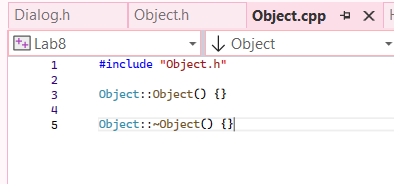 Dialog.h Object.h Object.cpp
Lab8 Object
1 #include "Object.h"
2
3 Object::Object() {}
4
5 Object::~Object() {}